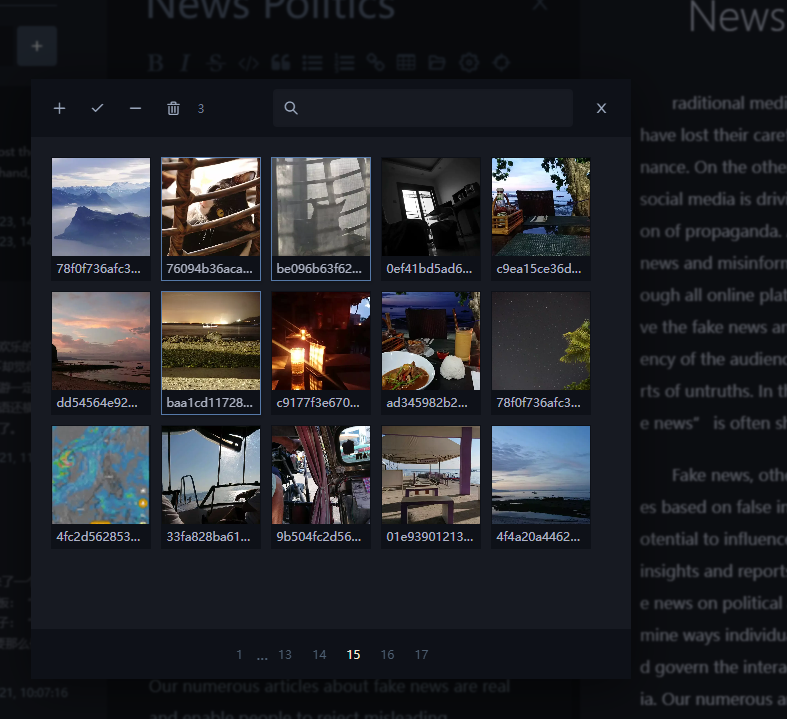 News Politics
News
3
78f0f736afc3...
76094b36aca...
be096b63f62...
0ef41bd5ad6...
c9ea15ce36d...
dd54564e92...
baa1cd11728...
c9177f3e670...
ad345982b2...
78f0f736afc3...
4fc2d562853...
33fa828ba61...
9b504fc2d56...
01e93901213...
4f4a20a4462...
1 ... 13 14 15 16 17
21, 10:07:16
Our numerous articles about fake news are real
and enable people to reject misleading
raditional medi
have lost their care
nance. On the othe
social media is driv
on of propaganda.
news and misinform
ough all online plat
ve the fake news ar
ency of the audienc
rts of untruths. In th
e news" is often sh
Fake news, othe
es based on false in
otential to influence
insights and reports
e news on political
mine ways individu
d govern the intera
ia. Our numerous a